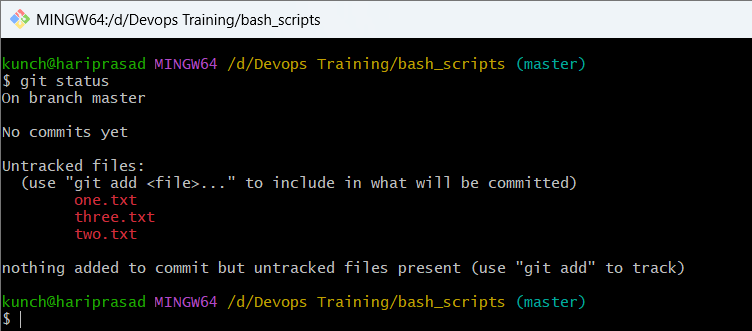 MINGW64:/d/Devops Training/bash_scripts
kunch@hariprasad MINGW64 /d/Devops Training/bash_scripts (master)
$ git status
On branch master
No commits yet
Untracked files:
(use "git add <file>..." to include in what will be committed)
one.txt
three.txt
two.txt
nothing added to commit but untracked files present (use "git add" to track)
kunch@hariprasad MINGW64 /d/Devops Training/bash_scripts (master)
$